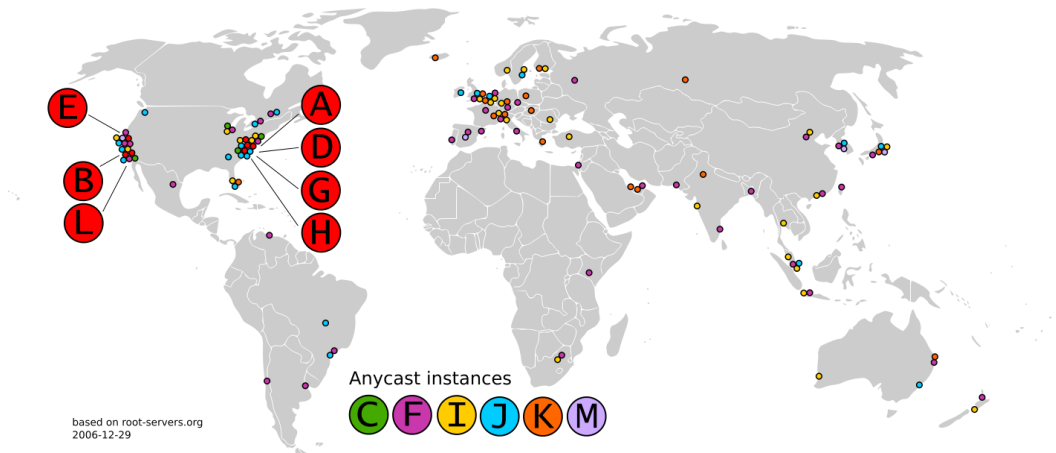 E
A
D
B
G
L
H
Anycast instances
C F I J K M
based on root-servers.org
2006-12-29